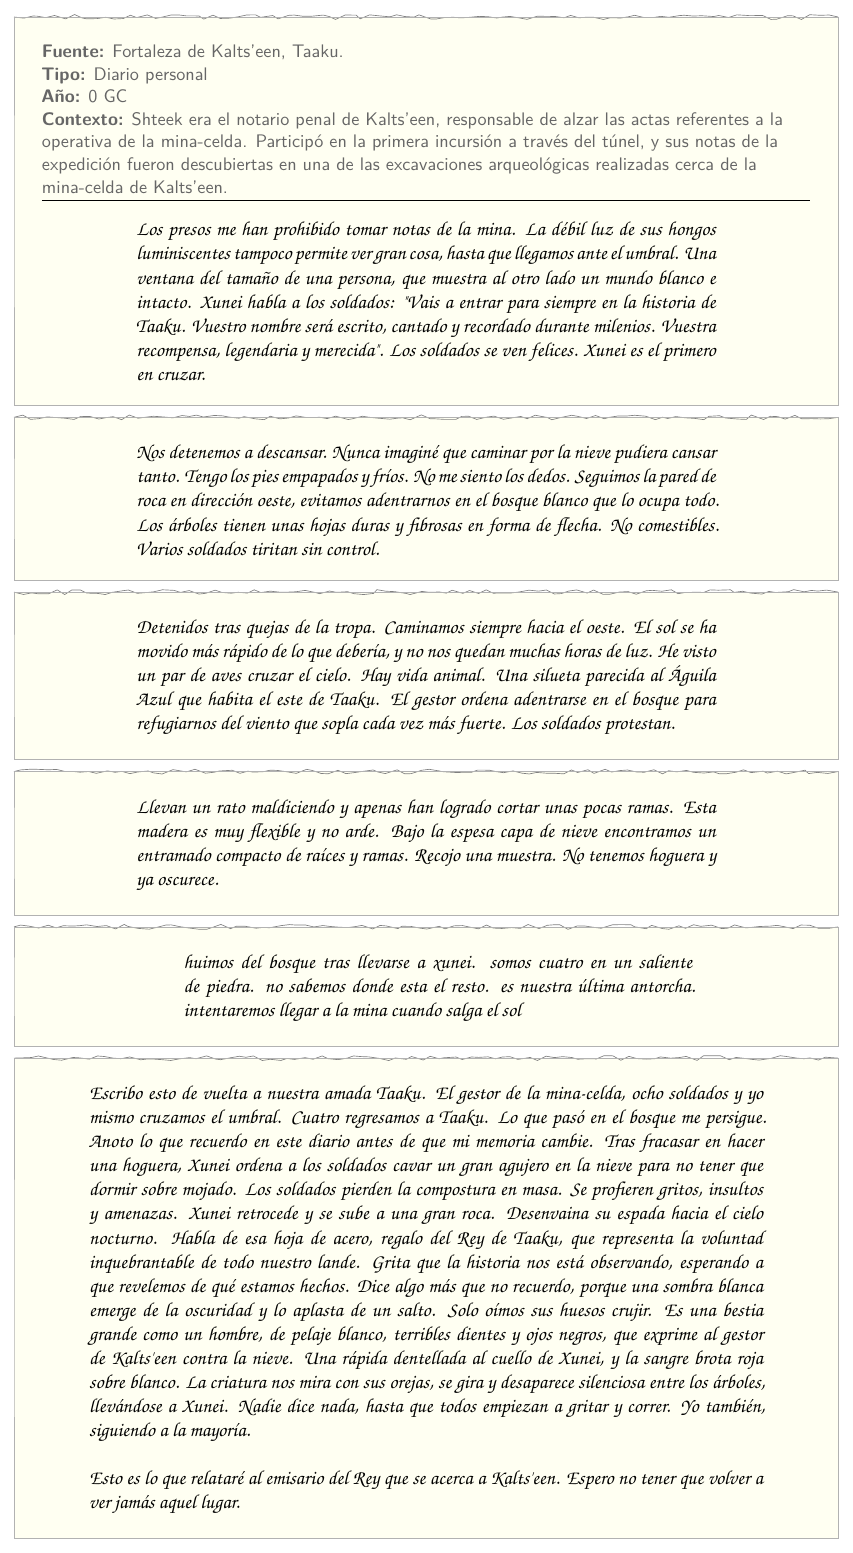 Fuente: Fortaleza de Kalts'een, Taaku.
Tipo: Diario personal
Año: 0 GC
Contexto: Shteek era el notario penal de Kalts'een, responsable de alzar las actas referentes a la
operativa de la mina-celda. Participó en la primera incursión a través del túnel, y sus notas de la
expedición fueron descubiertas en una de las excavaciones arqueológicas realizadas cerca de la
mina-celda de Kalts'een.
Los presos me han prohibido tomar notas de la mina. La débil luz de sus hongos
luminiscentes tampoco permite ver gran cosa, hasta que llegamos ante el umbral. Una
ventana del tamaño de una persona, que muestra al otro lado un mundo blanco e
intacto. Xunei habla a los soldados: "Vais a entrar para siempre en la historia de
Taaku. Vuestro nombre será escrito, cantado y recordado durante milenios. Vuestra
recompensa, legendaria y merecida". Los soldados se ven felices. Xunei es el primero
en cruzar.
Nos detenemos a descansar. Nunca imaginé que caminar por la nieve pudiera cansar
tanto. Tengo los pies empapados y fríos. No me siento los dedos. Seguimos la pared de
roca en dirección oeste, evitamos adentrarnos en el bosque blanco que lo ocupa todo.
Los árboles tienen unas hojas duras y fibrosas en forma de flecha. No comestibles.
Varios soldados tiritan sin control.
Detenidos tras quejas de la tropa. Caminamos siempre hacia el oeste. El sol se ha
movido más rápido de lo que debería, y no nos quedan muchas horas de luz. He visto
un par de aves cruzar el cielo. Hay vida animal. Una silueta parecida al Águila
Azul que habita el este de Taaku. El gestor ordena adentrarse en el bosque para
refugiarnos del viento que sopla cada vez más fuerte. Los soldados protestan.
Llevan un rato maldiciendo y apenas han logrado cortar unas pocas ramas. Esta
madera es muy flexible y no arde. Bajo la espesa capa de nieve encontramos un
entramado compacto de raíces y ramas. Recojo una muestra. No tenemos hoguera y
ya oscurece.
huimos del bosque tras llevarse a xunei. somos cuatro en un saliente
de piedra. no sabemos donde esta el resto. es nuestra última antorcha.
intentaremos llegar a la mina cuando salga el sol
Escribo esto de vuelta a nuestra amada Taaku. El gestor de la mina-celda, ocho soldados y yo
mismo cruzamos el umbral. Cuatro regresamos a Taaku. Lo que pasó en el bosque me persigue.
Anoto lo que recuerdo en este diario antes de que mi memoria cambie. Tras fracasar en hacer
una hoguera, Xunei ordena a los soldados cavar un gran agujero en la nieve para no tener que
dormir sobre mojado. Los soldados pierden la compostura en masa. Se profieren gritos, insultos
y amenazas. Xunei retrocede y se sube a una gran roca. Desenvaina su espada hacia el cielo
nocturno. Habla de esa hoja de acero, regalo del Rey de Taaku, que representa la voluntad
inquebrantable de todo nuestro lande. Grita que la historia nos está observando, esperando a
que revelemos de qué estamos hechos. Dice algo más que no recuerdo, porque una sombra blanca
emerge de la oscuridad y lo aplasta de un salto. Solo oímos sus huesos crujir. Es una bestia
grande como un hombre, de pelaje blanco, terribles dientes y ojos negros, que exprime al gestor
de Kalts'een contra la nieve. Una rápida dentellada al cuello de Xunei, y la sangre brota roja
sobre blanco. La criatura nos mira con sus orejas, se gira y desaparece silenciosa entre los árboles,
llevándose a Xunei. Nadie dice nada, hasta que todos empiezan a gritar y correr. Yo también,
siguiendo a la mayoría.
Esto es lo que relataré al emisario del Rey que se acerca a Kalts'een. Espero no tener que volver a
ver jamás aquel lugar.